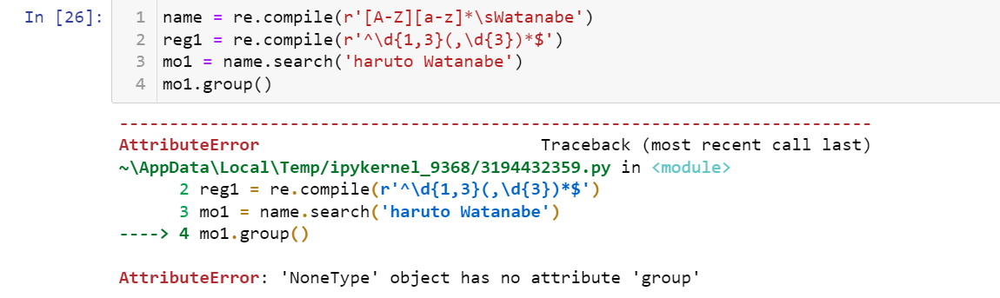 In [26]:
1 name = re.compile(r'[A-Z][a-z]*\sWatanabe')
2 reg1 = re.compile(r'^\d{1,3}(,\d{3})*$')
3 mo1 = name.search('haruto Watanabe')
4 mo1.group()
---------------------------------------------------------------------------
AttributeError                            Traceback (most recent call last)
~\AppData\Local\Temp/ipykernel_9368/3194432359.py in <module>
      2 reg1 = re.compile(r'^\d{1,3}(,\d{3})*$')
      3 mo1 = name.search('haruto Watanabe')
----> 4 mo1.group()
AttributeError: 'NoneType' object has no attribute 'group'